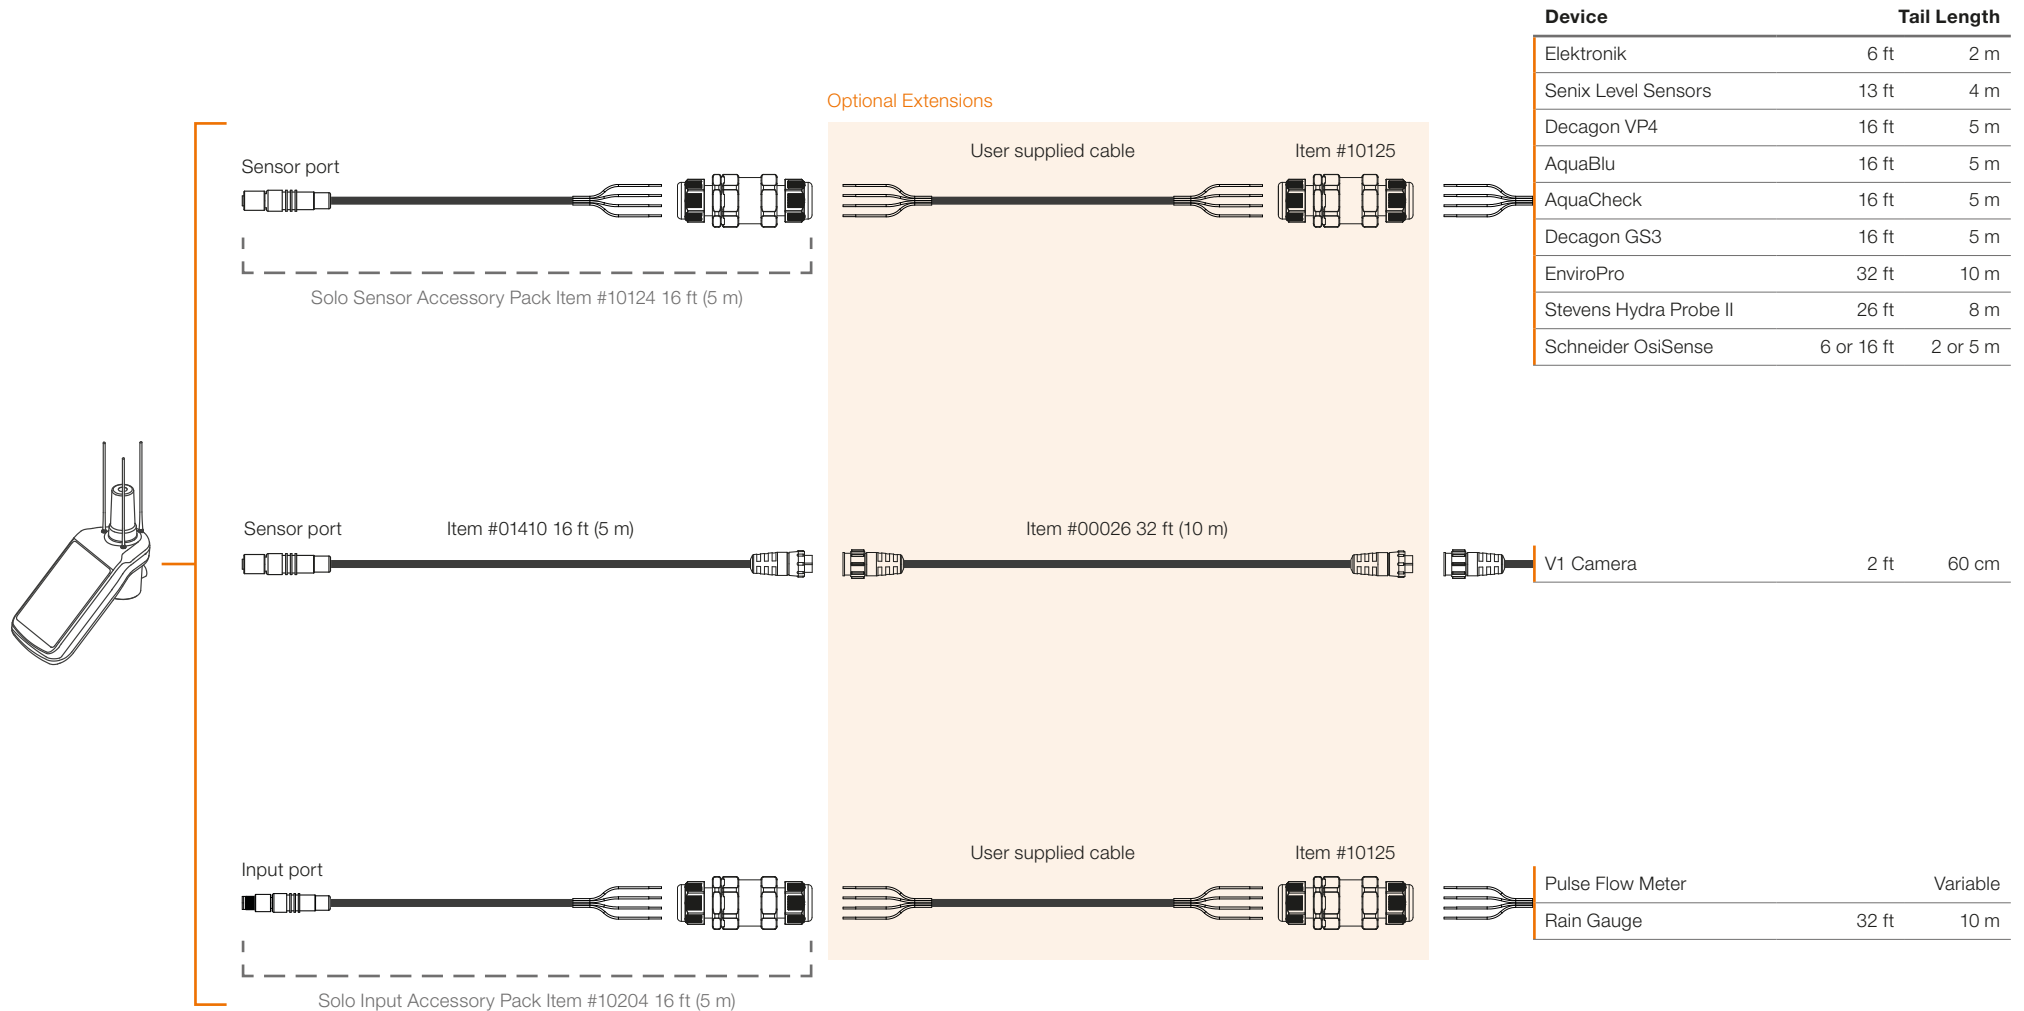 Device Tail Length
Elektronik 6 ft 2 m
Senix Level Sensors 13 ft 4 m
Decagon VP4 16 ft 5 m
AquaBlu 16 ft 5 m
AquaCheck 16 ft 5 m
Decagon GS3 16 ft 5 m
EnviroPro 32 ft 10 m
Stevens Hydra Probe II 26 ft 8 m
Schneider OsiSense 6 or 16 ft 2 or 5 m
Optional Extensions
Sensor port
User supplied cable
Item #10125
Solo Sensor Accessory Pack Item #10124 16 ft (5 m)
Sensor port
Item #01410 16 ft (5 m)
Item #00026 32 ft (10 m)
V1 Camera 2 ft 60 cm
Input port
User supplied cable
Item #10125
Pulse Flow Meter Variable
Rain Gauge 32 ft 10 m
Solo Input Accessory Pack Item #10204 16 ft (5 m)